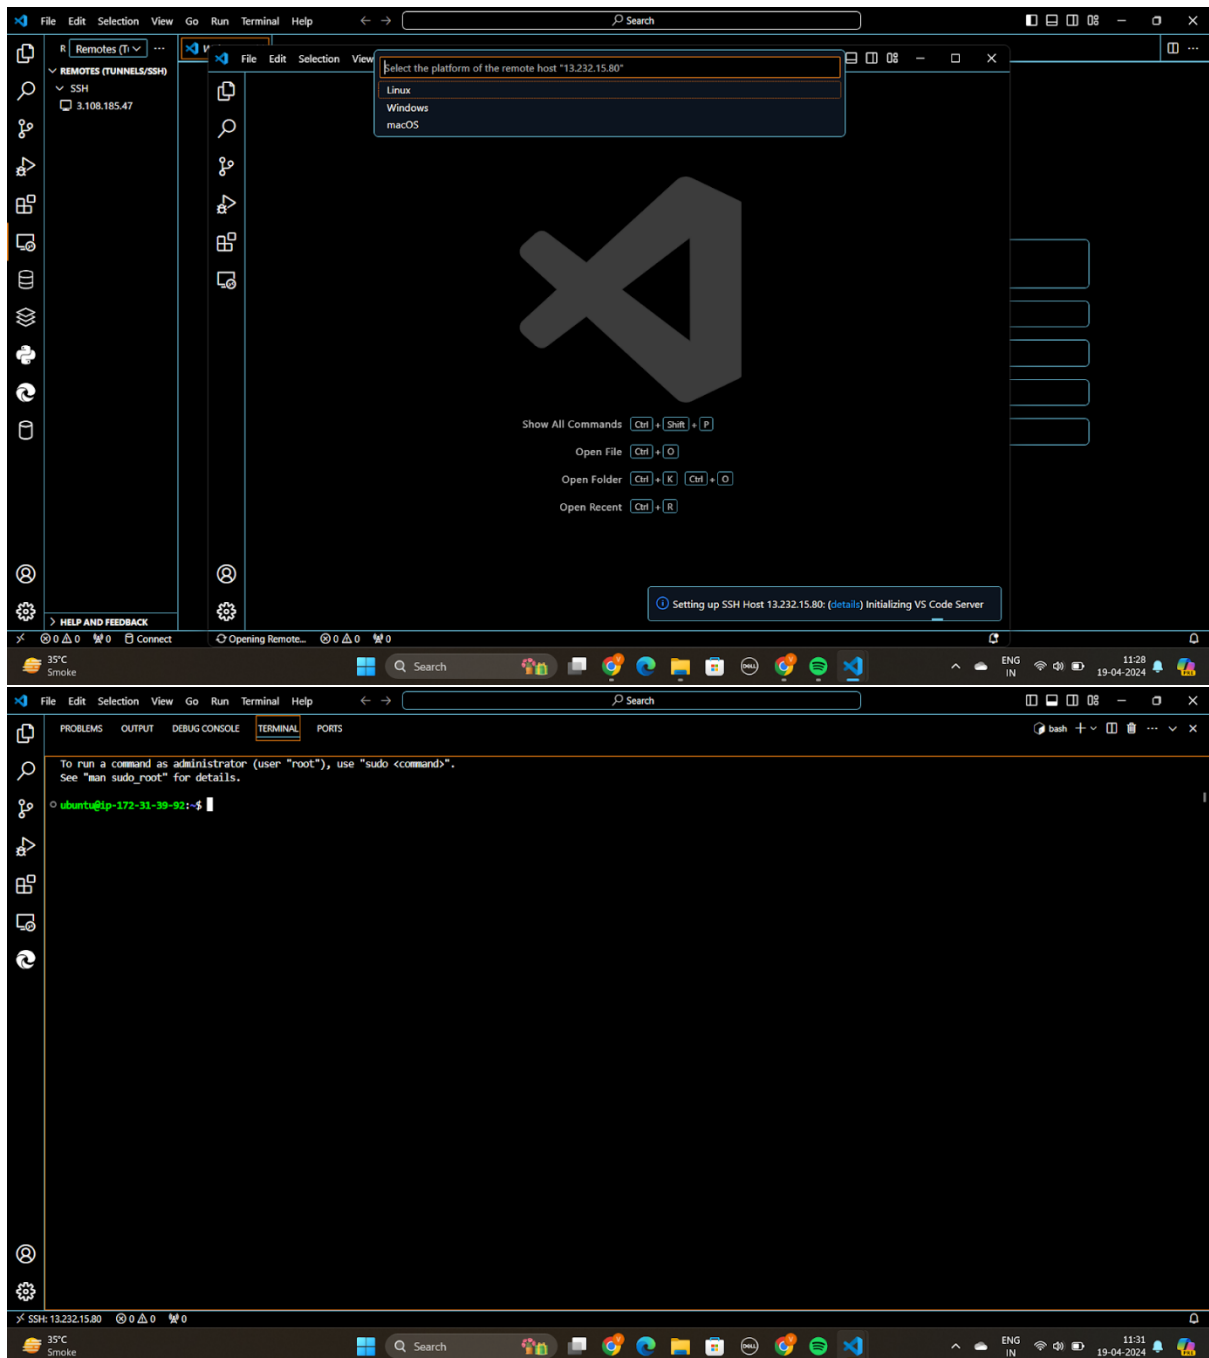 File Edit Selection View Go Run Terminal Help
Search
R Remotes (Tu
REMOTES (TUNNELS/SSH)
SSH
3.108.185.47
File Edit Selection View
Select the platform of the remote host "13.232.15.80"
Linux
Windows
macOS
Show All Commands Ctrl + Shift + P
Open File Ctrl + O
Open Folder Ctrl + K Ctrl + O
Open Recent Ctrl + R
Setting up SSH Host 13.232.15.80: (details) Initializing VS Code Server
HELP AND FEEDBACK
0 0 0 Connect
Opening Remote... 0 0 0
35°C
Smoke
Search
DELL
ENG
IN
11:28
19-04-2024
File Edit Selection View Go Run Terminal Help
Search
PROBLEMS OUTPUT DEBUG CONSOLE TERMINAL PORTS
bash
To run a command as administrator (user "root"), use "sudo <command>".
See "man sudo_root" for details.
ubuntu@ip-172-31-39-92:~$
SSH: 13.232.15.80 0 0 0
35°C
Smoke
Search
DELL
ENG
IN
11:31
19-04-2024